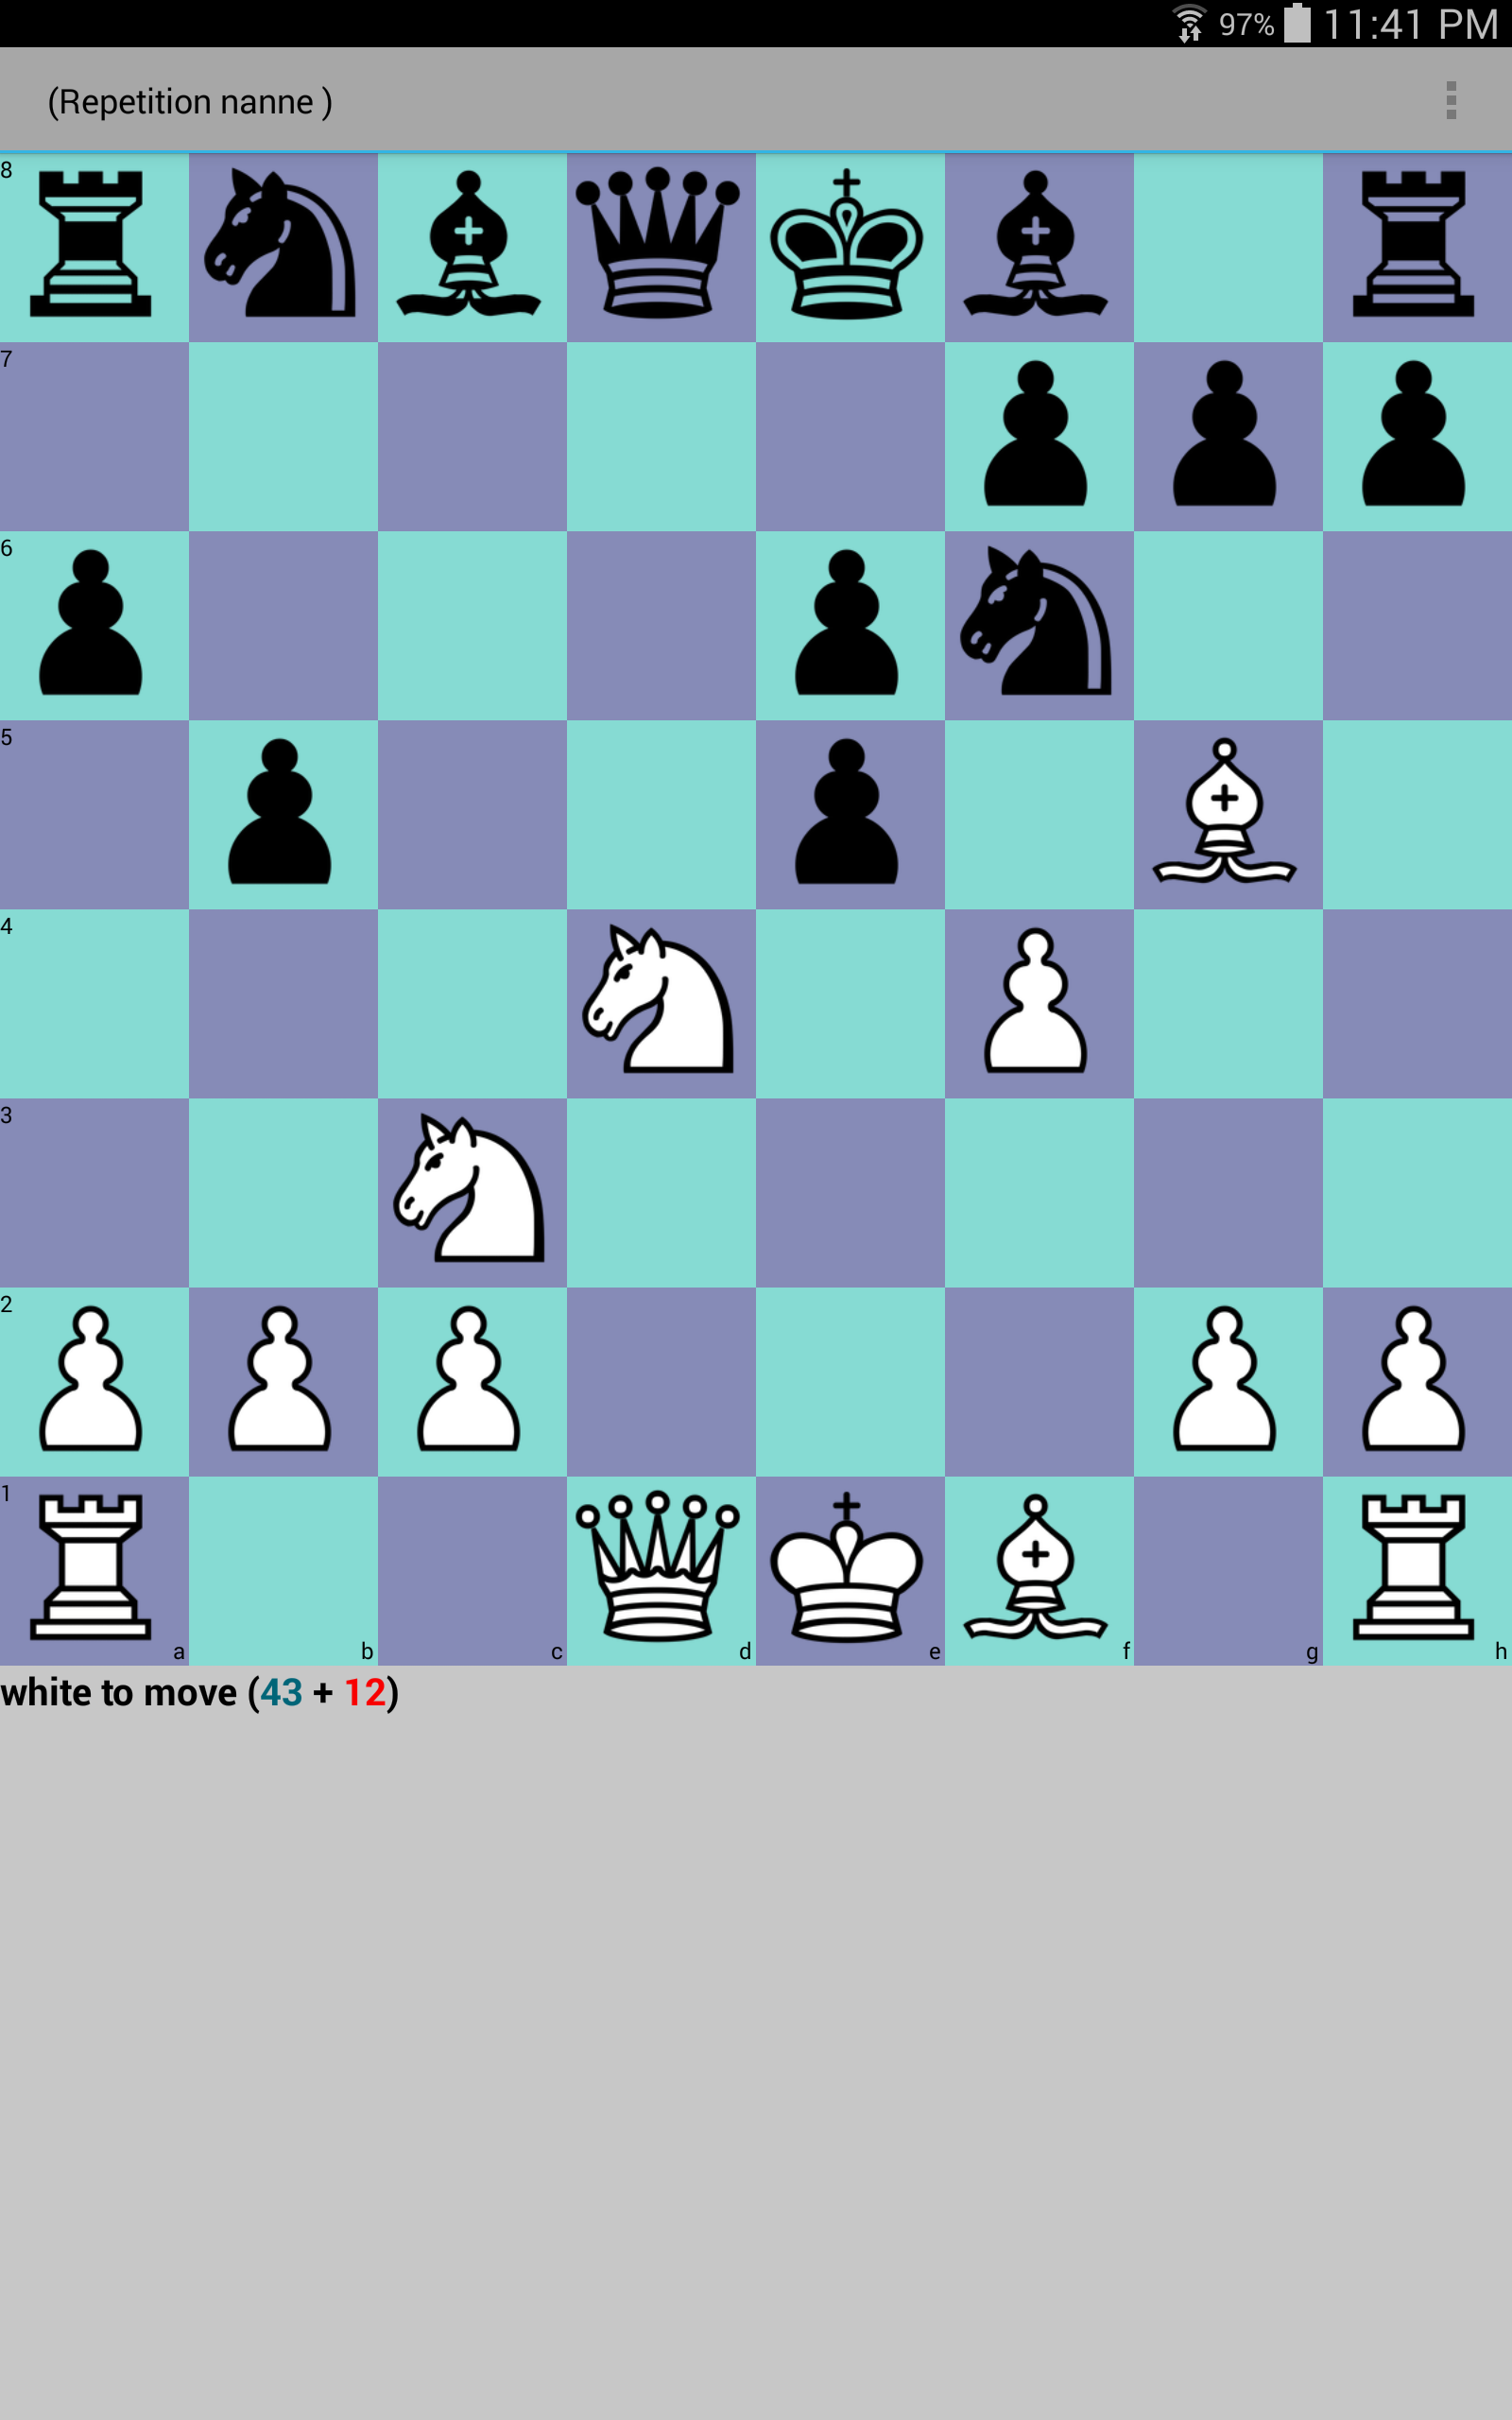 97% 11:41 PM
(Repetition nanne )
8
7
6
5
4
3
2
1
a b c d e f g h
white to move (43 + 12)